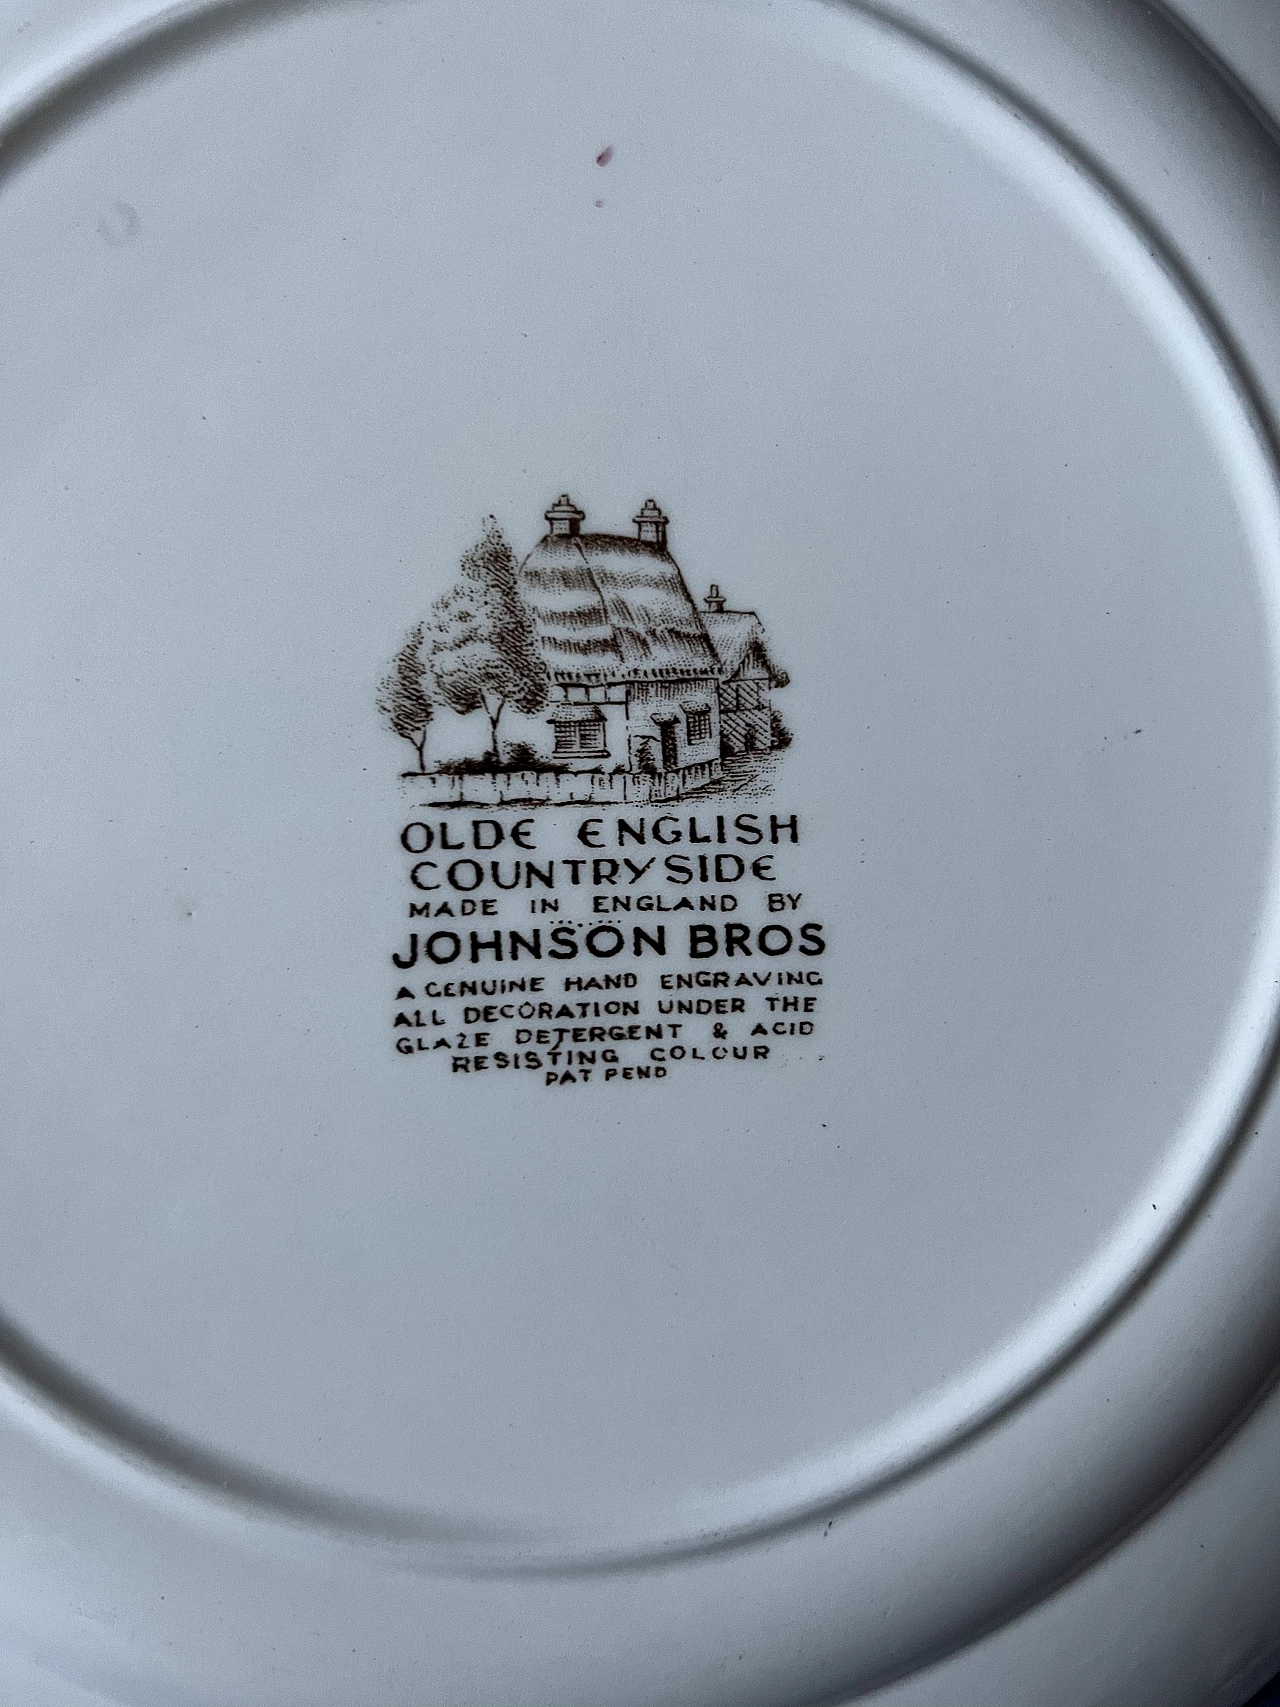 OLDE ENGLISH
COUNTRYSIDE
MADE IN ENGLAND BY
JOHNSON BROS
A GENUINE HAND ENGRAVING
ALL DECORATION UNDER THE
GLAZE DETERGENT & ACID
RESISTING COLOUR
PAT PEND